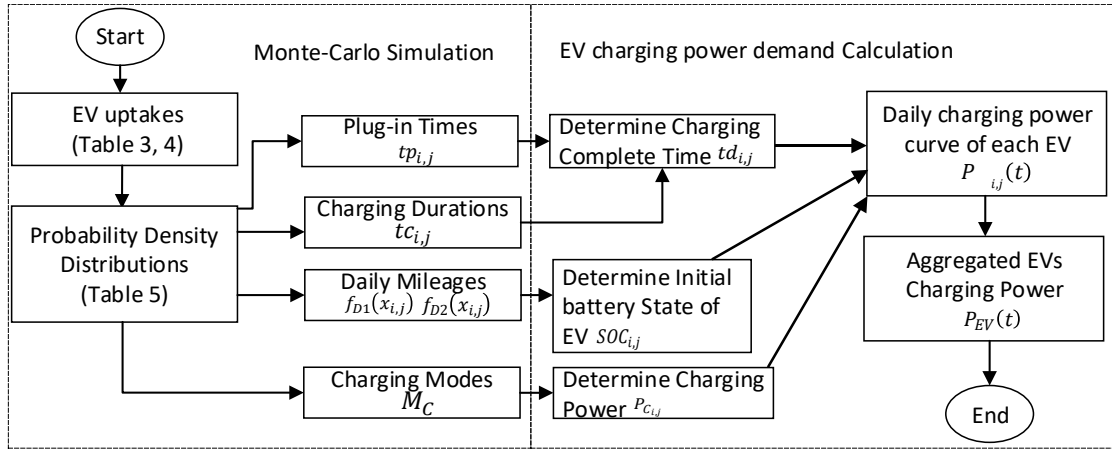 Start
Monte-Carlo Simulation
EV charging power demand Calculation
EV uptakes
(Table 3, 4)
Probability Density
Distributions
(Table 5)
Plug-in Times
tp_{i,j}
Charging Durations
tc_{i,j}
Daily Mileages
f_{D1}(x_{i,j}) f_{D2}(x_{i,j})
Charging Modes
M_C
Determine Charging
Complete Time td_{i,j}
Determine Initial
battery State of
EV SOC_{i,j}
Determine Charging
Power P_{C_{i,j}}
Daily charging power
curve of each EV
P_{i,j}(t)
Aggregated EVs
Charging Power
P_{EV}(t)
End